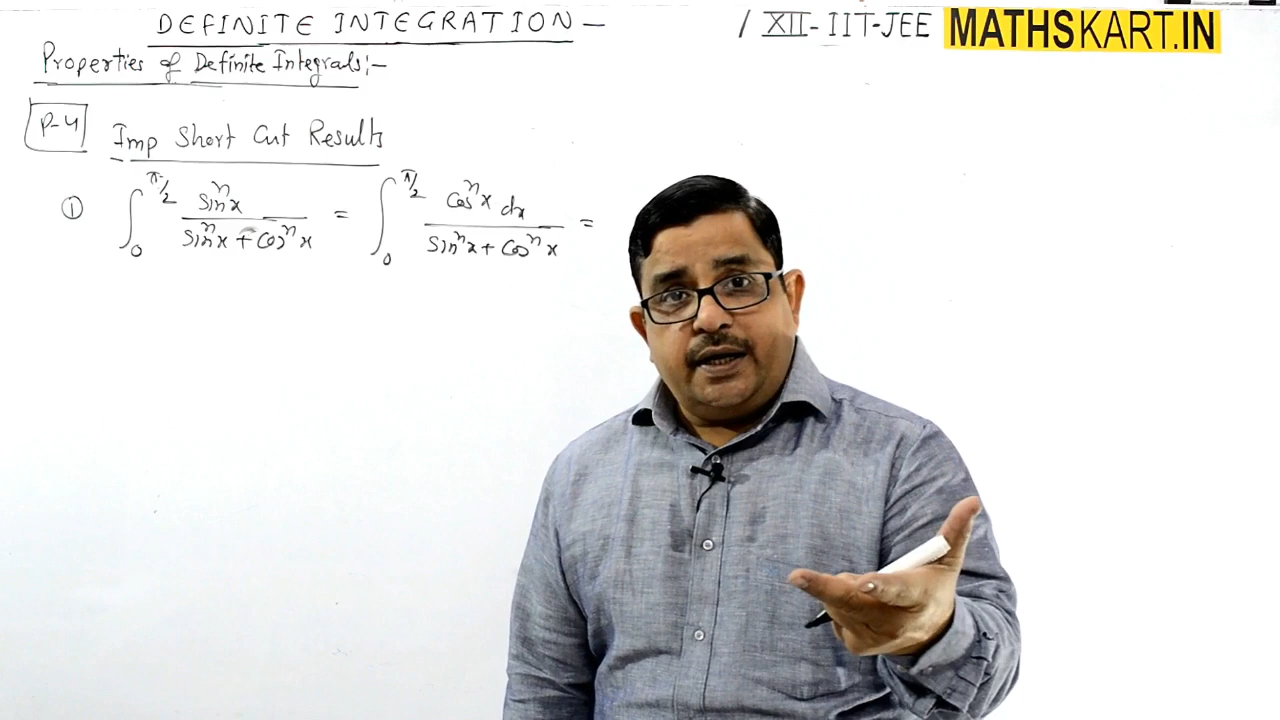 DEFINITE INTEGRATION – / XII-IIT-JEE MATHSKART.IN
Properties of Definite Integrals:–
P-4 Imp Short Cut Results
① ∫₀^(π/2) sinⁿx / (sinⁿx + cosⁿx) = ∫₀^(π/2) cosⁿx dx / (sinⁿx + cosⁿx) =